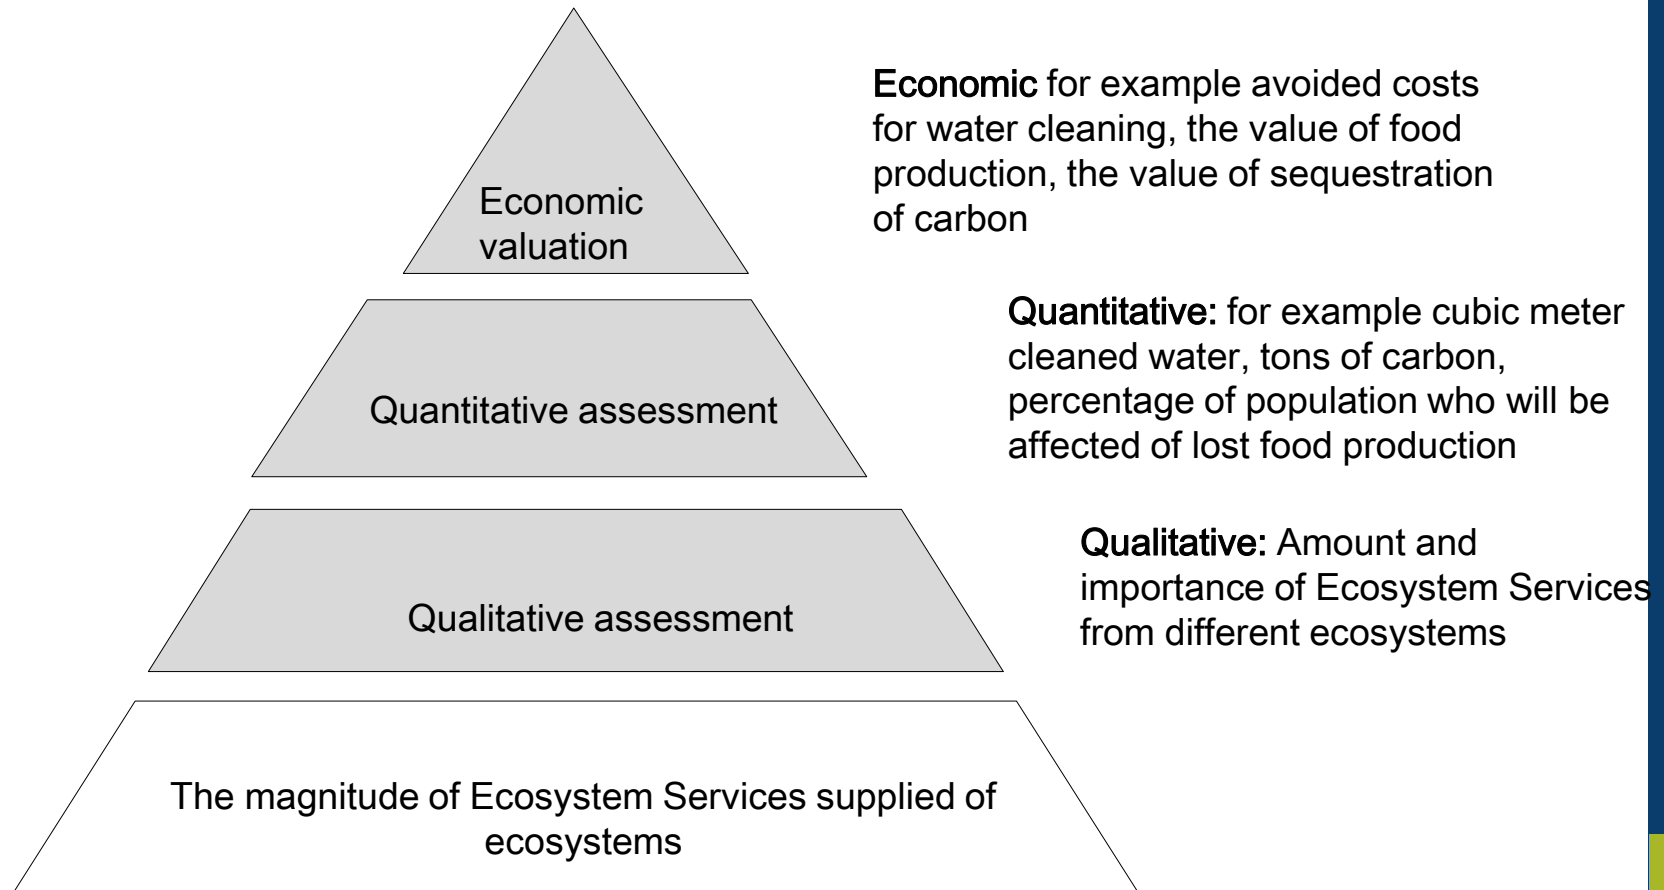 Economic for example avoided costs
for water cleaning, the value of food
production, the value of sequestration
of carbon
Economic
valuation
Quantitative: for example cubic meter
cleaned water, tons of carbon,
percentage of population who will be
affected of lost food production
Quantitative assessment
Qualitative: Amount and
importance of Ecosystem Services
from different ecosystems
Qualitative assessment
The magnitude of Ecosystem Services supplied of
ecosystems